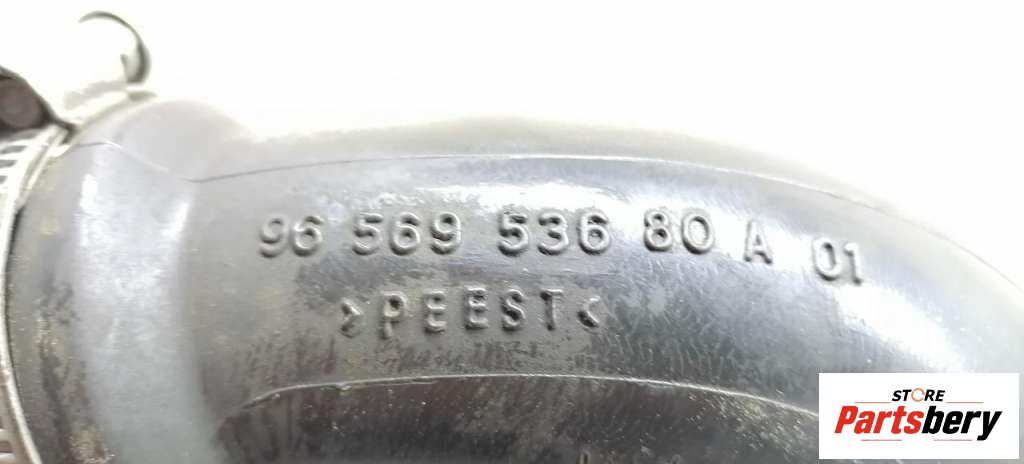 96 569 536 80 A 01
>PEEST<
STORE
Partsbery